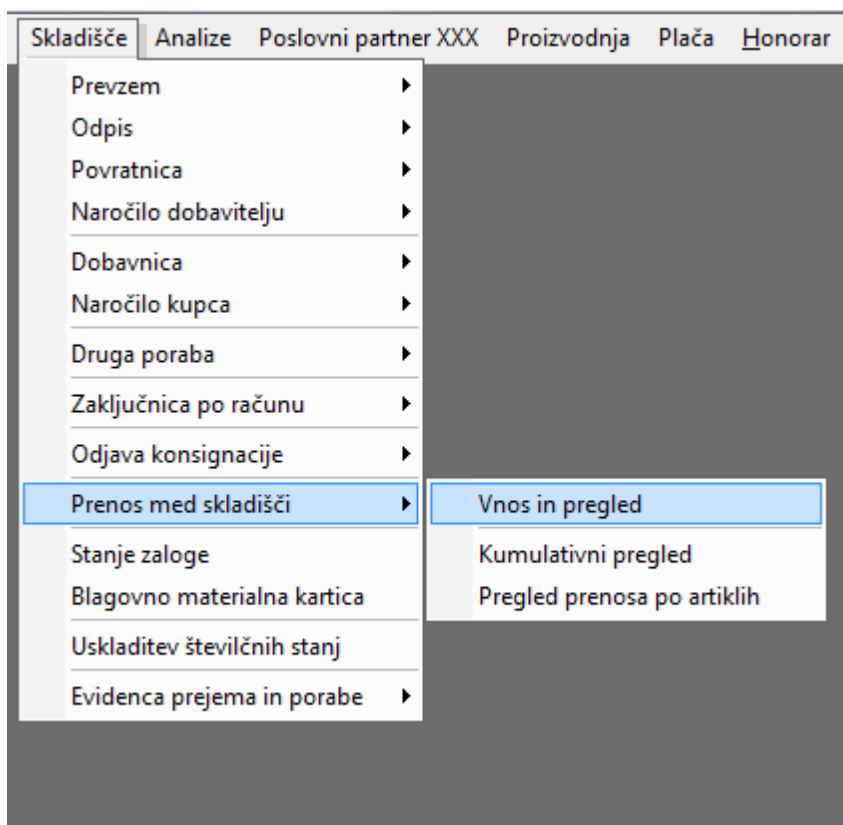 Skladišče Analize Poslovni partner XXX Proizvodnja Plača Honorar
Prevzem
Odpis
Povratnica
Naročilo dobavitelju
Dobavnica
Naročilo kupca
Druga poraba
Zaključnica po računu
Odjava konsignacije
Prenos med skladišči
Vnos in pregled
Kumulativni pregled
Pregled prenosa po artiklih
Stanje zaloge
Blagovno materialna kartica
Uskladitev številčnih stanj
Evidenca prejema in porabe